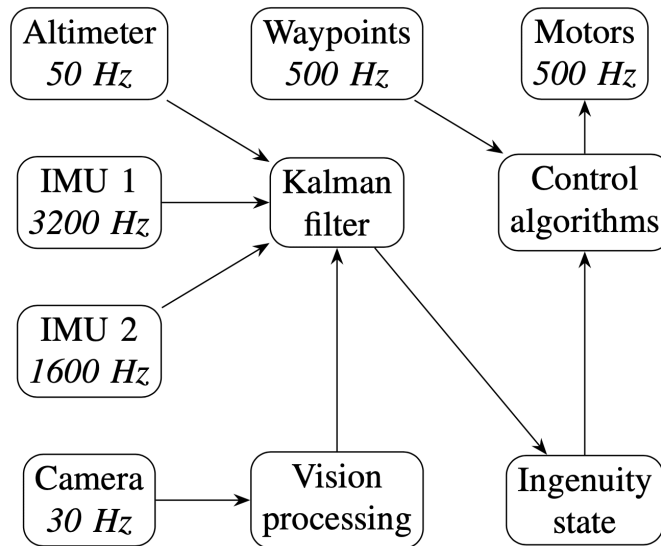 Altimeter
50 Hz
Waypoints
500 Hz
Motors
500 Hz
IMU 1
3200 Hz
Kalman
filter
Control
algorithms
IMU 2
1600 Hz
Camera
30 Hz
Vision
processing
Ingenuity
state